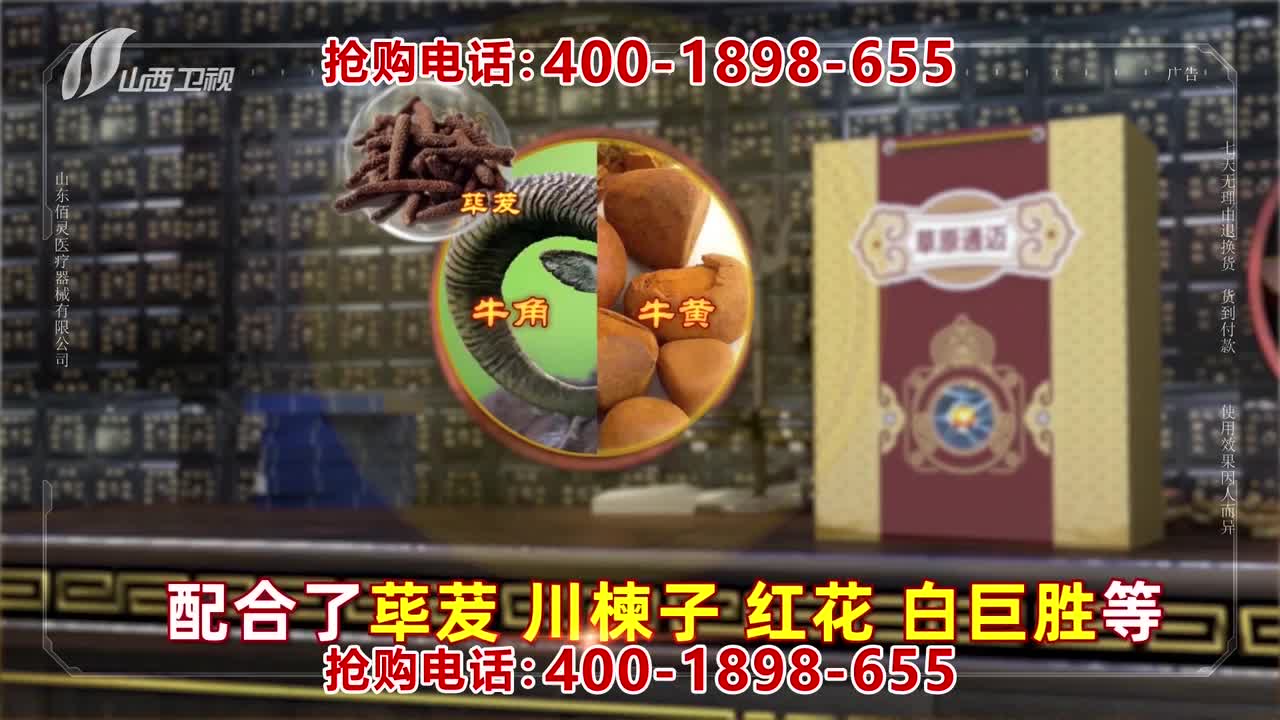 抢购电话:400-1898-655
山西卫视
广告
山东佰灵医疗器械有限公司
七天无理由退换货 货到付款 使用效果因人而异
荜茇
牛角
牛黄
草原通迈
配合了荜茇 川楝子 红花 白巨胜等
抢购电话:400-1898-655